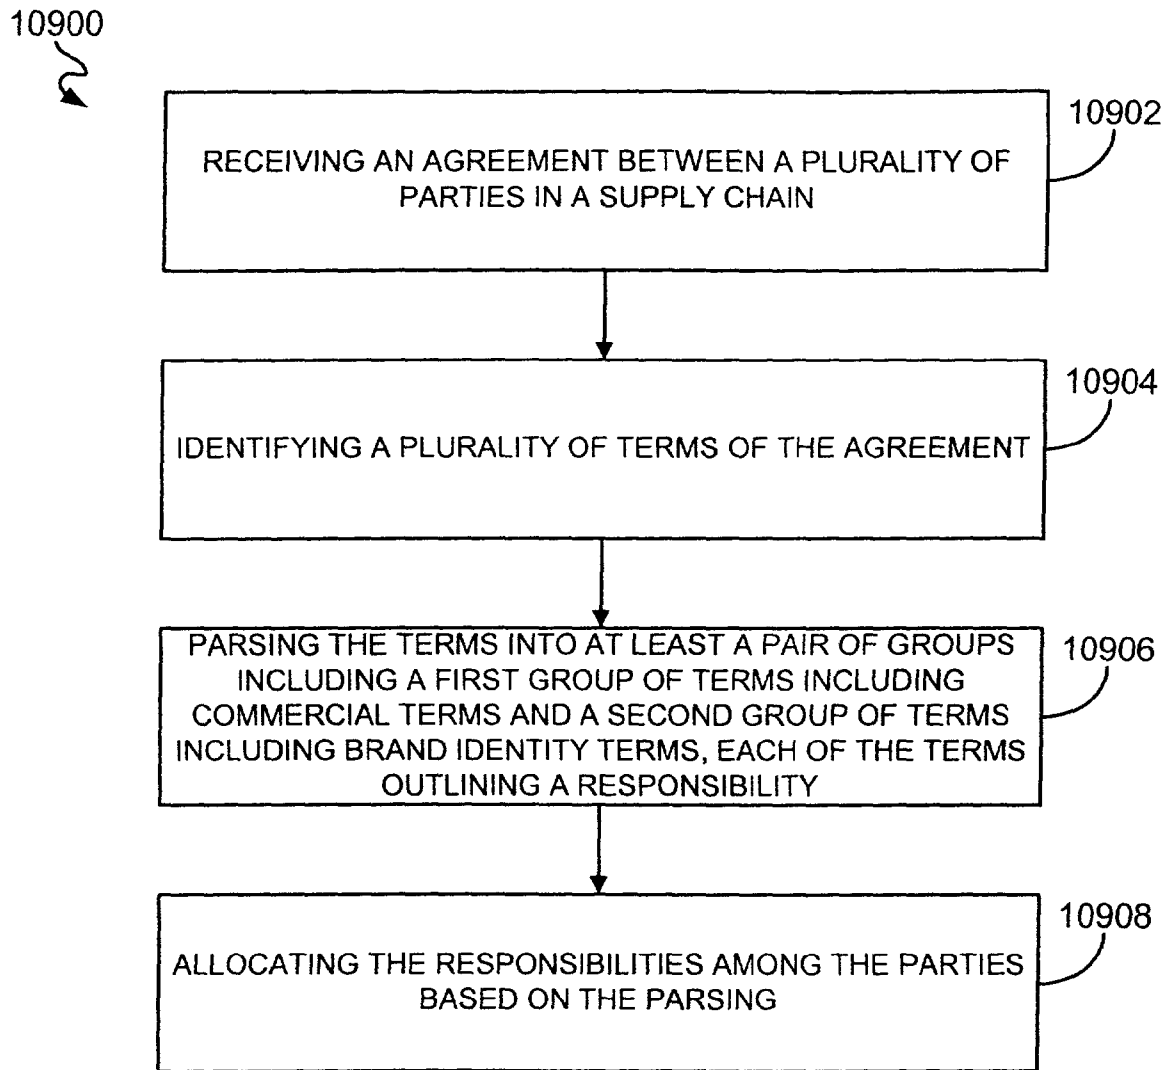 10900
10902
RECEIVING AN AGREEMENT BETWEEN A PLURALITY OF
PARTIES IN A SUPPLY CHAIN
10904
IDENTIFYING A PLURALITY OF TERMS OF THE AGREEMENT
10906
PARSING THE TERMS INTO AT LEAST A PAIR OF GROUPS
INCLUDING A FIRST GROUP OF TERMS INCLUDING
COMMERCIAL TERMS AND A SECOND GROUP OF TERMS
INCLUDING BRAND IDENTITY TERMS, EACH OF THE TERMS
OUTLINING A RESPONSIBILITY
10908
ALLOCATING THE RESPONSIBILITIES AMONG THE PARTIES
BASED ON THE PARSING